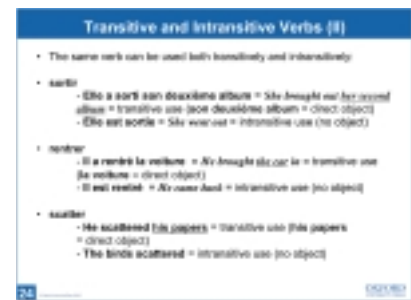 Transitive and Intransitive Verbs (II)
• The same verb can be used both transitively and intransitively:
• sortir
- Elle a sorti son deuxième album = She brought out her second
album = transitive use (son deuxième album = direct object)
- Elle est sortie = She went out = intransitive use (no object)
• rentrer
- Il a rentré la voiture = He brought the car in = transitive use
(la voiture = direct object)
- Il est rentré = He came back = intransitive use (no object)
• scatter
- He scattered his papers = transitive use (his papers
= direct object)
- The birds scattered = intransitive use (no object)
24
OXFORD